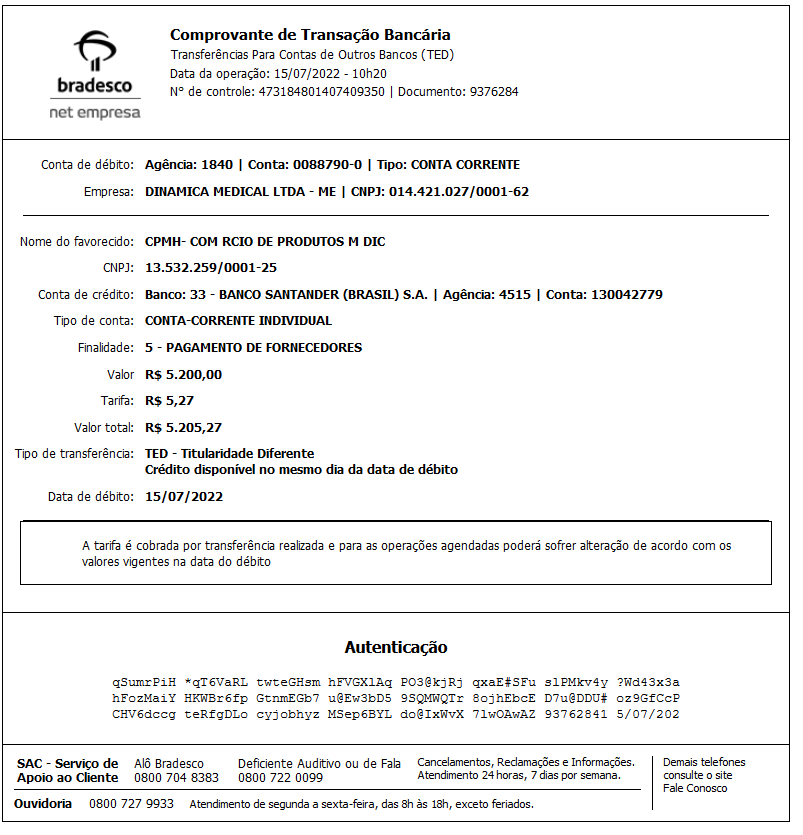 bradesco
net empresa
Comprovante de Transação Bancária
Transferências Para Contas de Outros Bancos (TED)
Data da operação: 15/07/2022 - 10h20
N° de controle: 473184801407409350 | Documento: 9376284
Conta de débito: Agência: 1840 | Conta: 0088790-0 | Tipo: CONTA CORRENTE
Empresa: DINAMICA MEDICAL LTDA - ME | CNPJ: 014.421.027/0001-62
Nome do favorecido: CPMH- COM RCIO DE PRODUTOS M DIC
CNPJ: 13.532.259/0001-25
Conta de crédito: Banco: 33 - BANCO SANTANDER (BRASIL) S.A. | Agência: 4515 | Conta: 130042779
Tipo de conta: CONTA-CORRENTE INDIVIDUAL
Finalidade: 5 - PAGAMENTO DE FORNECEDORES
Valor R$ 5.200,00
Tarifa: R$ 5,27
Valor total: R$ 5.205,27
Tipo de transferência: TED - Titularidade Diferente
Crédito disponível no mesmo dia da data de débito
Data de débito: 15/07/2022
A tarifa é cobrada por transferência realizada e para as operações agendadas poderá sofrer alteração de acordo com os
valores vigentes na data do débito
Autenticação
qSumrPiH *qT6VaRL twteGHsm hFVGXlAq PO3@kjRj qxaE#SFu slPMkv4y ?Wd43x3a
hFozMaiY HKWBr6fp GtnmEGb7 u@Ew3bD5 9SQMWQTr 8ojhEbcE D7u@DDU# oz9GfCcP
CHV6dccg teRfgDLo cyjobhyz MSep6BYL do@IxWvX 7lwOAwAZ 93762841 5/07/202
SAC - Serviço de
Apoio ao Cliente
Alô Bradesco
0800 704 8383
Deficiente Auditivo ou de Fala
0800 722 0099
Cancelamentos, Reclamações e Informações.
Atendimento 24 horas, 7 dias por semana.
Demais telefones
consulte o site
Fale Conosco
Ouvidoria 0800 727 9933 Atendimento de segunda a sexta-feira, das 8h às 18h, exceto feriados.